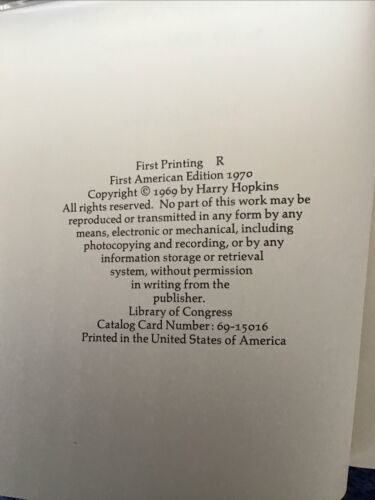 First Printing R
First American Edition 1970
Copyright © 1969 by Harry Hopkins
All rights reserved. No part of this work may be
reproduced or transmitted in any form by any
means, electronic or mechanical, including
photocopying and recording, or by any
information storage or retrieval
system, without permission
in writing from the
publisher.
Library of Congress
Catalog Card Number: 69-15016
Printed in the United States of America